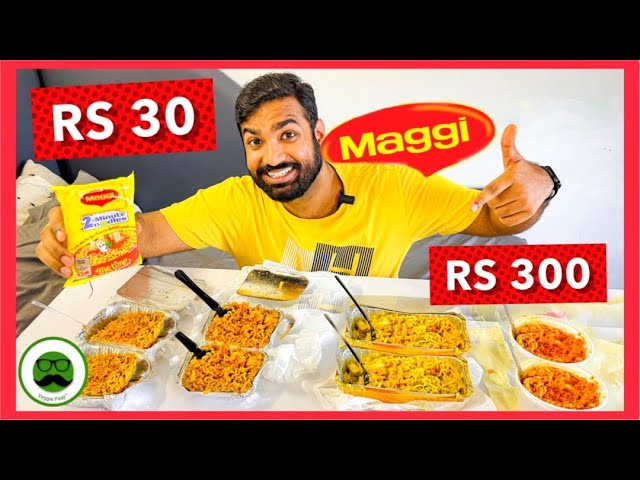 RS 30
Maggi
Maggi
2-Minute
noodles
RS 300
Veggie Paaji